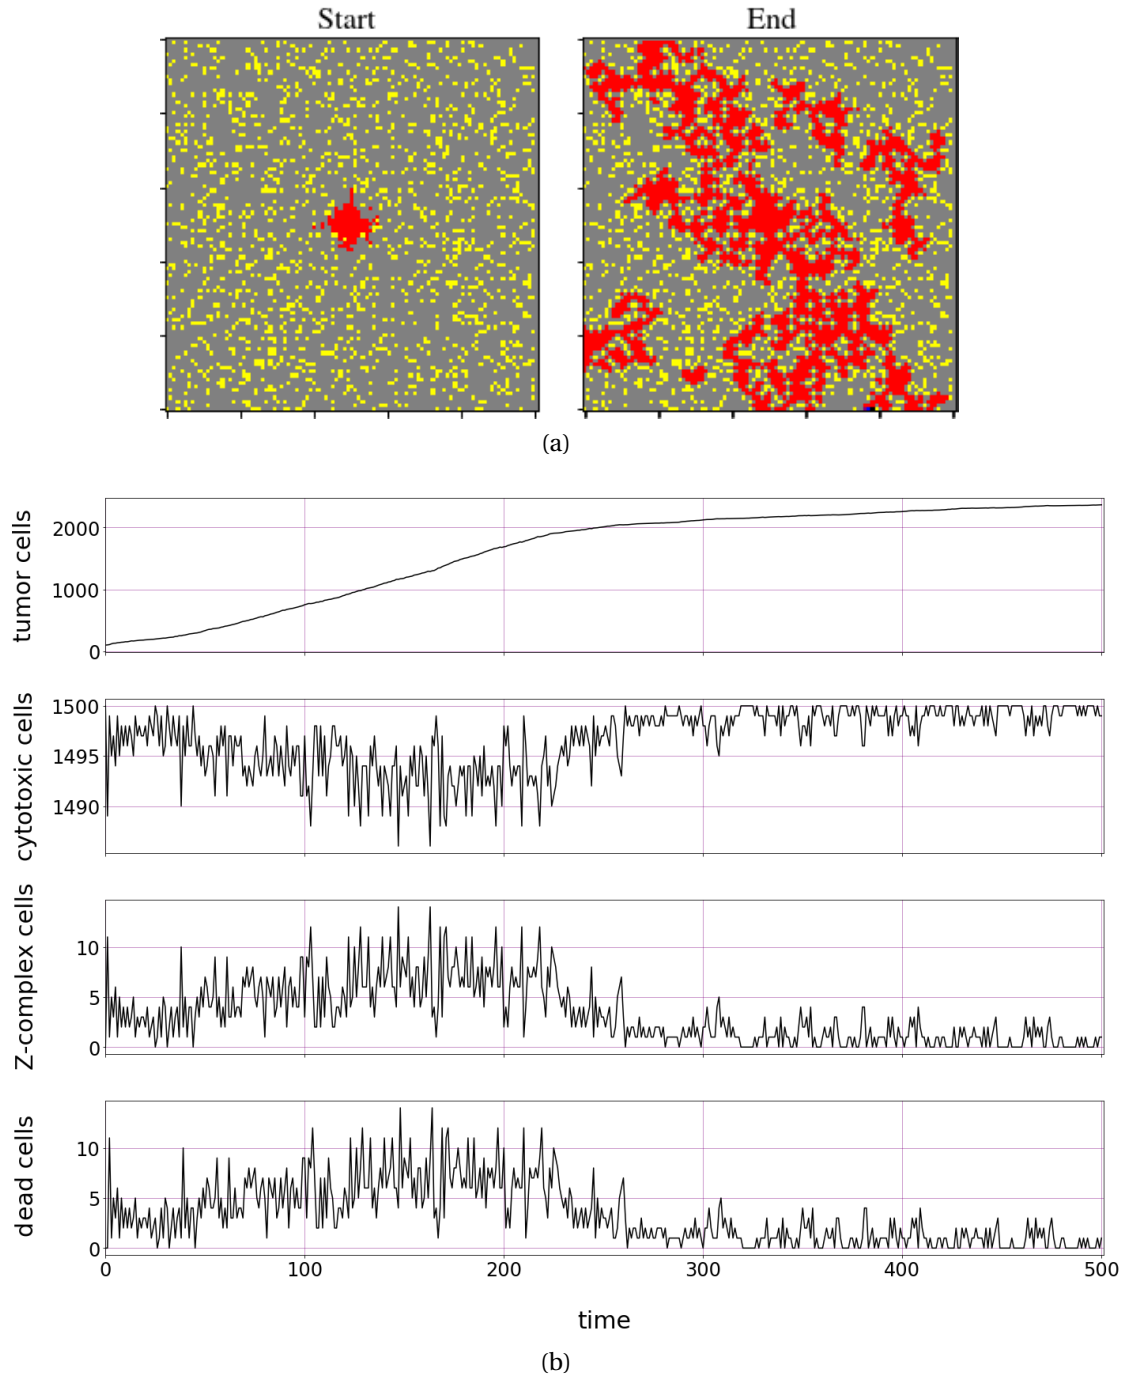 Start End
(a)
tumor cells
2000
1000
0
cytotoxic cells
1500
1495
1490
Z-complex cells
10
5
0
dead cells
10
5
0
0 100 200 300 400 500
time
(b)